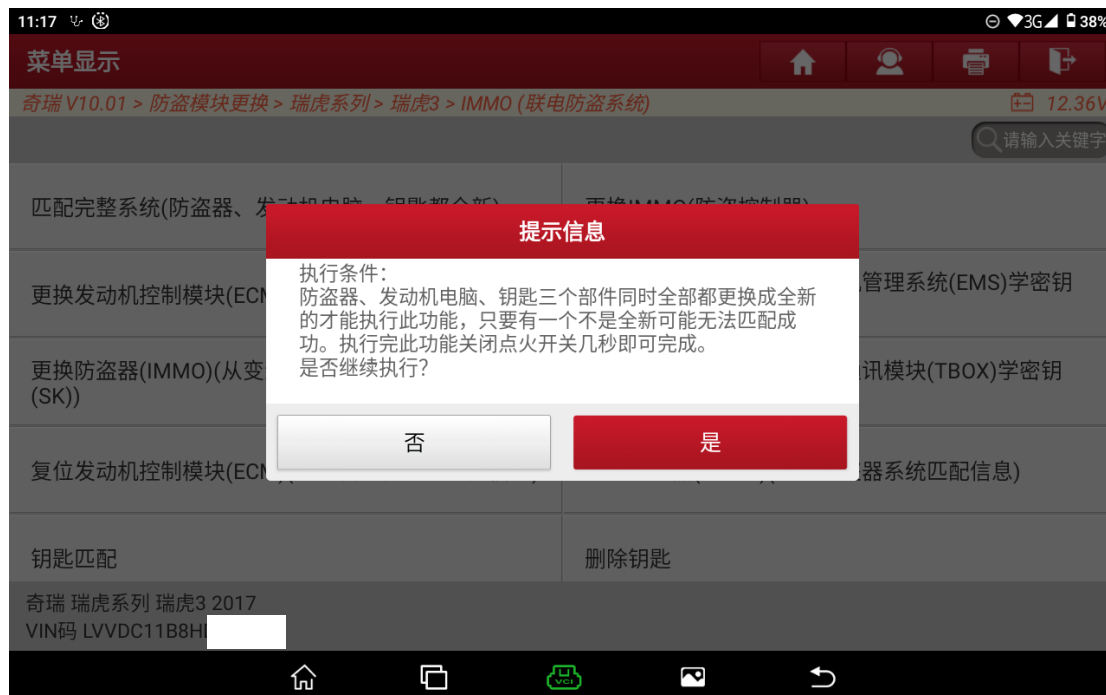 11:17
3G
38%
菜单显示
奇瑞 V10.01 > 防盗模块更换 > 瑞虎系列 > 瑞虎3 > IMMO (联电防盗系统)
12.36V
请输入关键字
匹配完整系统(防盗器、发
提示信息
执行条件：
防盗器、发动机电脑、钥匙三个部件同时全部都更换成全新
的才能执行此功能，只要有一个不是全新可能无法匹配成
功。执行完此功能关闭点火开关几秒即可完成。
是否继续执行？
否
是
更换发动机控制模块(ECM
管理系统(EMS)学密钥
更换防盗器(IMMO)(从变
(SK))
讯模块(TBOX)学密钥
复位发动机控制模块(ECM
器系统匹配信息)
钥匙匹配
删除钥匙
奇瑞 瑞虎系列 瑞虎3 2017
VIN码 LVVDC11B8H
VCI